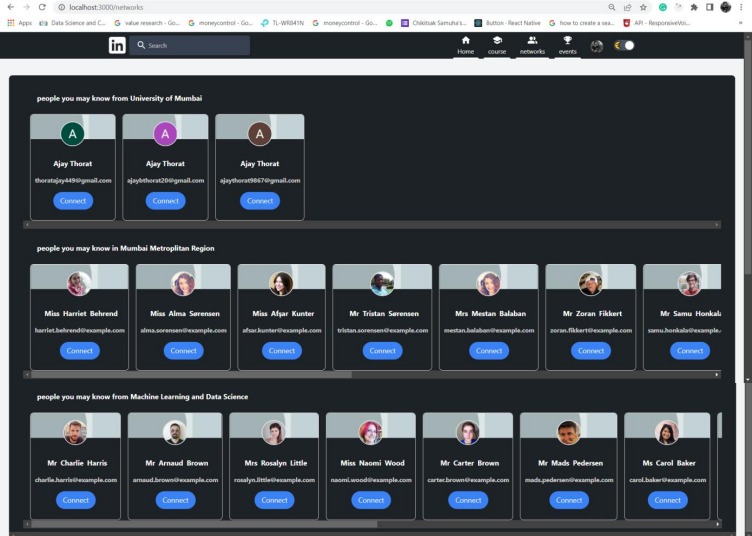 localhost:3000/networks
Apps Data Science and C... value research - Go... moneycontrol - Go... TL-WR841N moneycontrol - Go... Chikitsak Samuha's... Button · React Native how to create a sea... API - ResponsiveVoi... »
in Search Home course networks events
people you may know from University of Mumbai
A A A
Ajay Thorat Ajay Thorat Ajay Thorat
thoratajay449@gmail.com ajaybthorat20@gmail.com ajaythorat9867@gmail.com
Connect Connect Connect
people you may know in Mumbai Metroplitan Region
Miss Harriet Behrend Miss Alma Sørensen Miss Afşar Kunter Mr Tristan Sørensen Mrs Mestan Balaban Mr Zoran Fikkert Mr Samu Honkala
harriet.behrend@example.com alma.sorensen@example.com afsar.kunter@example.com tristan.sorensen@example.com mestan.balaban@example.com zoran.fikkert@example.com samu.honkala@example.
Connect Connect Connect Connect Connect Connect Connect
people you may know from Machine Learning and Data Science
Mr Charlie Harris Mr Arnaud Brown Mrs Rosalyn Little Miss Naomi Wood Mr Carter Brown Mr Mads Pedersen Ms Carol Baker
charlie.harris@example.com arnaud.brown@example.com rosalyn.little@example.com naomi.wood@example.com carter.brown@example.com mads.pedersen@example.com carol.baker@example.com
Connect Connect Connect Connect Connect Connect Connect